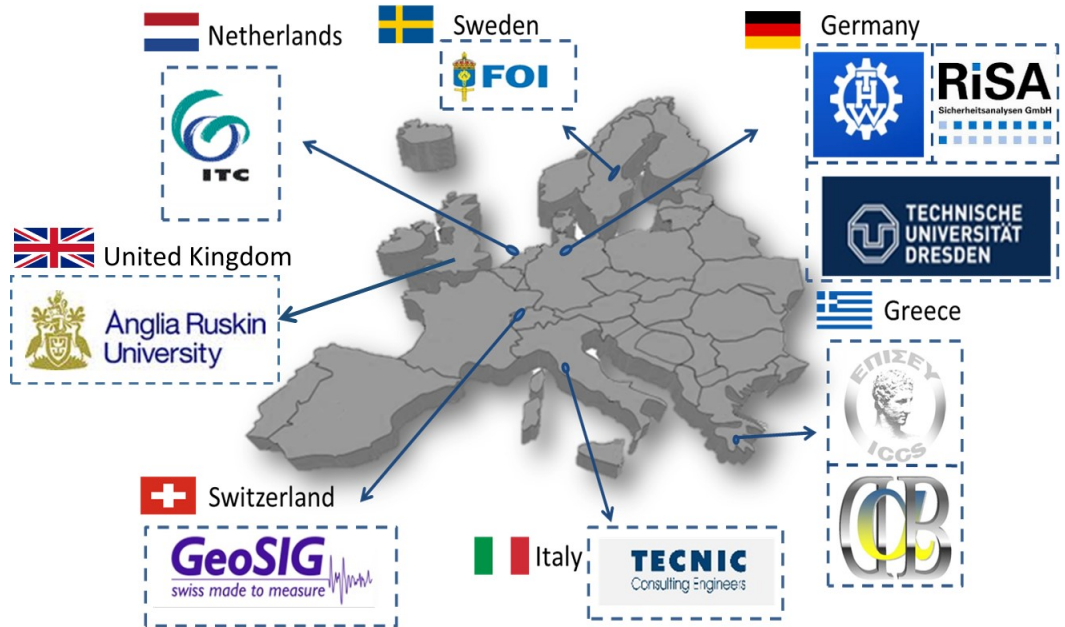 Netherlands
ITC
Sweden
FOI
Germany
THW
RiSA
Sicherheitsanalysen GmbH
TECHNISCHE
UNIVERSITÄT
DRESDEN
United Kingdom
Anglia Ruskin
University
Greece
ΕΠΙΣΕΥ
ICCS
Switzerland
GeoSIG
swiss made to measure
Italy
TECNIC
Consulting Engineers